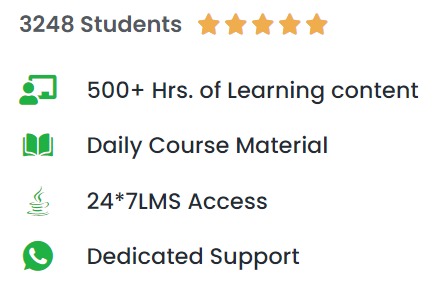 3248 Students
500+ Hrs. of Learning content
Daily Course Material
24*7LMS Access
Dedicated Support